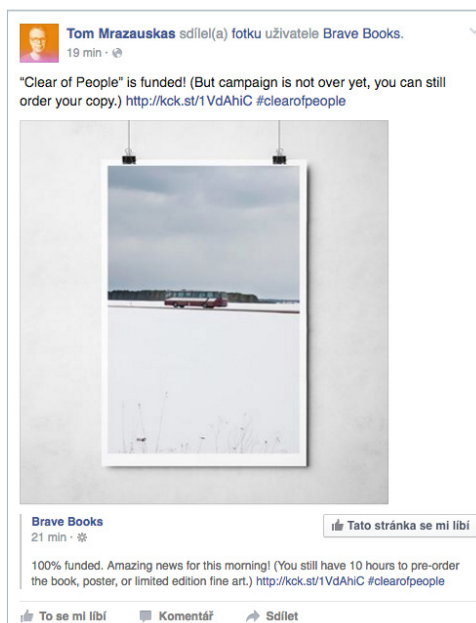 Tom Mrazauskas sdílel(a) fotku uživatele Brave Books.
19 min ·
“Clear of People” is funded! (But campaign is not over yet, you can still
order your copy.) http://kck.st/1VdAhiC #clearofpeople
Brave Books
21 min ·
Tato stránka se mi líbí
100% funded. Amazing news for this morning! (You still have 10 hours to pre-order
the book, poster, or limited edition fine art.) http://kck.st/1VdAhiC #clearofpeople
To se mi líbí Komentář Sdílet